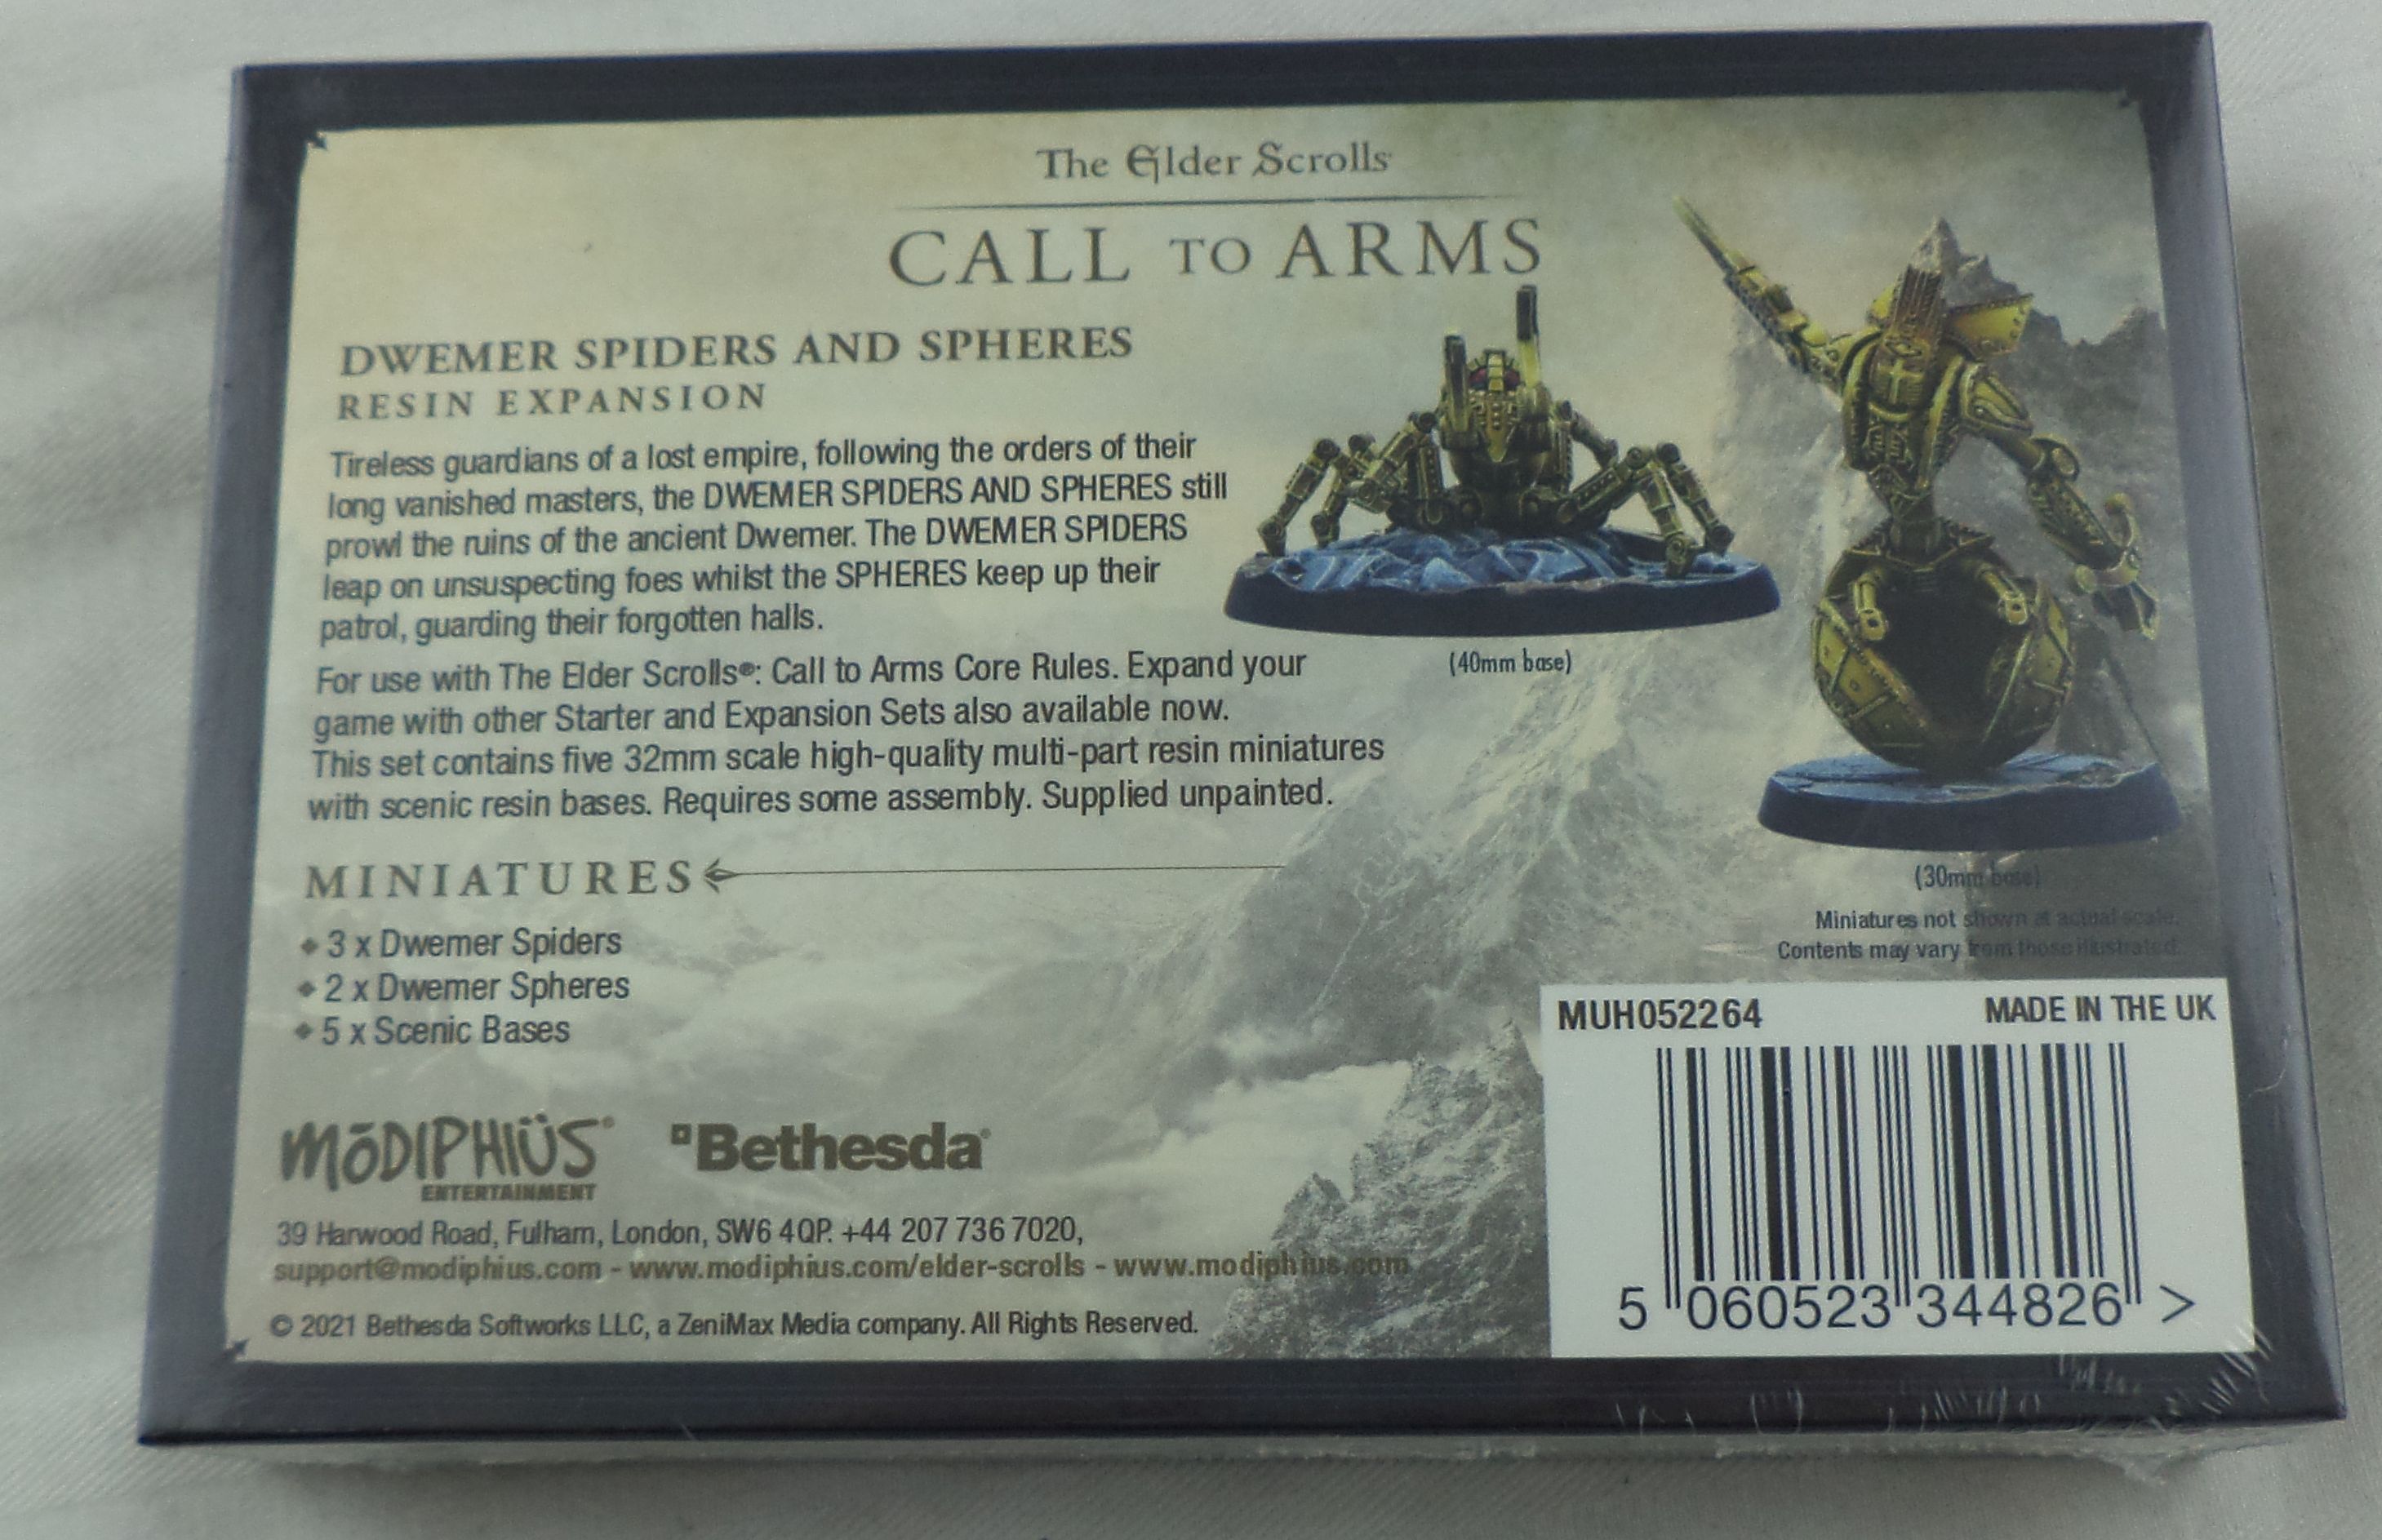 The Elder Scrolls
CALL TO ARMS
DWEMER SPIDERS AND SPHERES
RESIN EXPANSION
Tireless guardians of a lost empire, following the orders of their
long vanished masters, the DWEMER SPIDERS AND SPHERES still
prowl the ruins of the ancient Dwemer. The DWEMER SPIDERS
leap on unsuspecting foes whilst the SPHERES keep up their
patrol, guarding their forgotten halls.
(40mm base)
For use with The Elder Scrolls®: Call to Arms Core Rules. Expand your
game with other Starter and Expansion Sets also available now.
This set contains five 32mm scale high-quality multi-part resin miniatures
with scenic resin bases. Requires some assembly. Supplied unpainted.
(30mm base)
Miniatures not shown at actual scale.
Contents may vary from those illustrated.
MINIATURES
3 x Dwemer Spiders
2 x Dwemer Spheres
5 x Scenic Bases
MŌDIPHIÜS®
ENTERTAINMENT
Bethesda®
39 Harwood Road, Fulham, London, SW6 4QP. +44 207 736 7020,
support@modiphius.com - www.modiphius.com/elder-scrolls - www.modiphius.com
© 2021 Bethesda Softworks LLC, a ZeniMax Media company. All Rights Reserved.
MUH052264 MADE IN THE UK
5 060523 344826 >